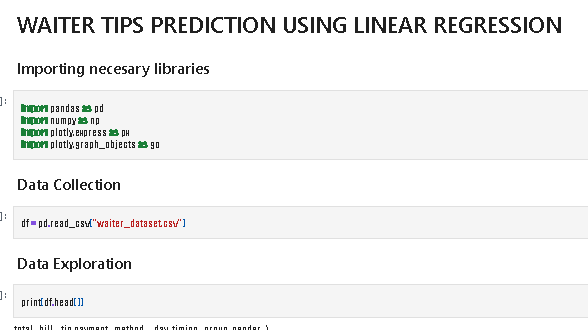 WAITER TIPS PREDICTION USING LINEAR REGRESSION
Importing necesary libraries
]:
import pandas as pd
import numpy as np
import plotly.express as px
import plotly.graph_objects as go
Data Collection
]:
df=pd.read_csv("waiter_dataset.csv")
Data Exploration
]:
print(df.head())
total_bill tip payment_method day timing group gender \